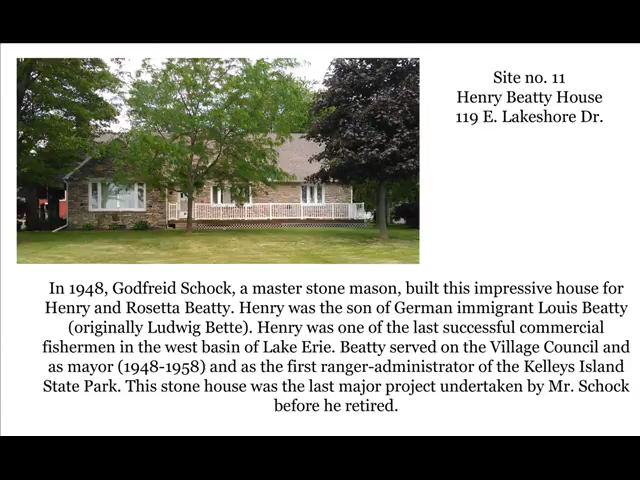 Site no. 11
Henry Beatty House
119 E. Lakeshore Dr.
In 1948, Godfreid Schock, a master stone mason, built this impressive house for
Henry and Rosetta Beatty. Henry was the son of German immigrant Louis Beatty
(originally Ludwig Bette). Henry was one of the last successful commercial
fishermen in the west basin of Lake Erie. Beatty served on the Village Council and
as mayor (1948-1958) and as the first ranger-administrator of the Kelleys Island
State Park. This stone house was the last major project undertaken by Mr. Schock
before he retired.